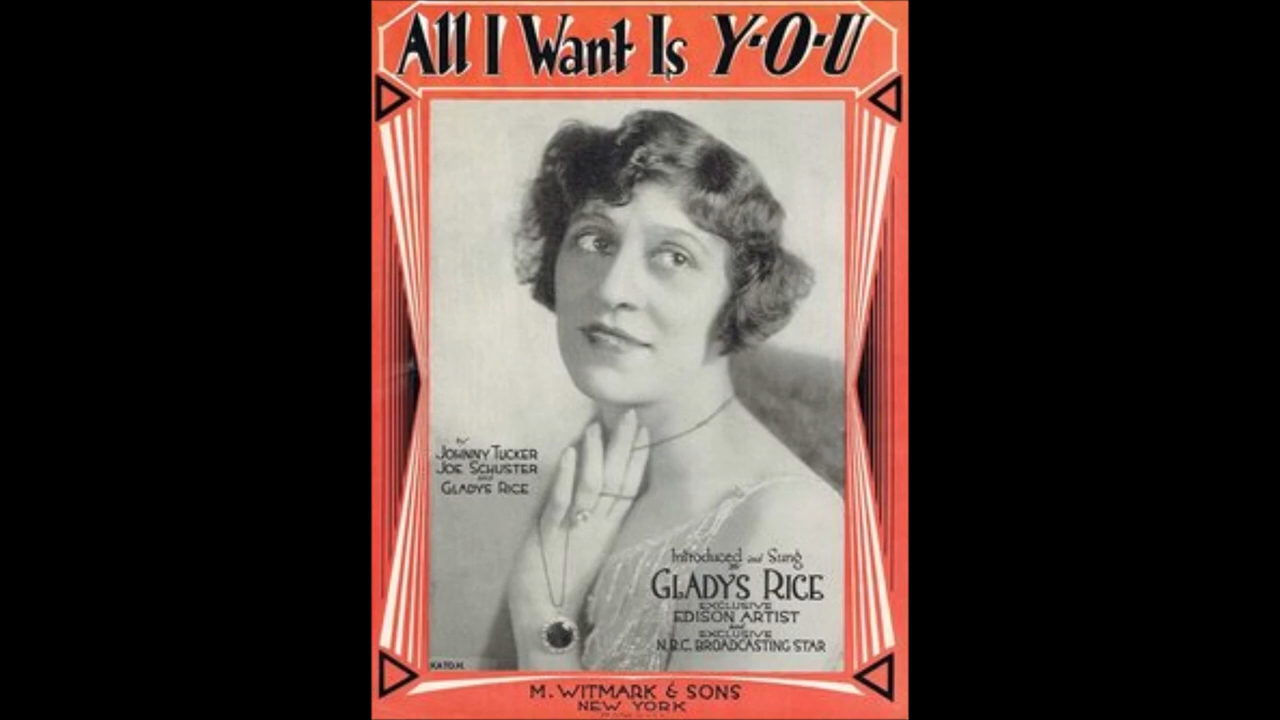 All I Want Is Y-O-U
by
JOHNNY TUCKER
JOE SCHUSTER
and
GLADYS RICE
Introduced and Sung
by
GLADYS RICE
EXCLUSIVE
EDISON ARTIST
and
EXCLUSIVE
N.B.C. BROADCASTING STAR
M. WITMARK & SONS
NEW YORK